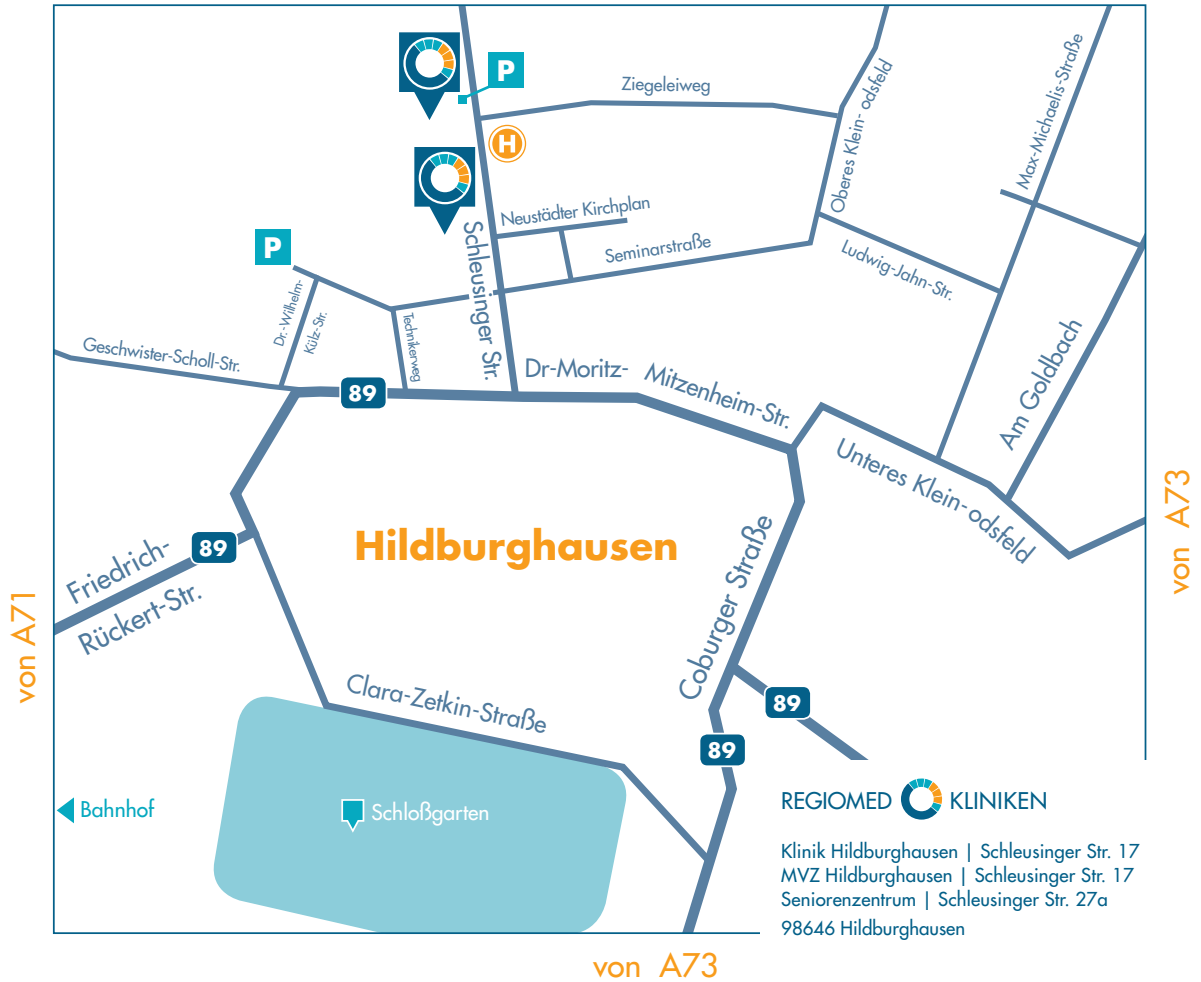 P
Ziegeleiweg
Oberes Klein-odsfeld
Max-Michaelis-Straße
H
Neustädter Kirchplan
Schleusinger Str.
Seminarstraße
P
Ludwig-Jahn-Str.
Dr.-Wilhelm-
Külz-Str.
Technikerweg
Geschwister-Scholl-Str.
89
Dr-Moritz-
Mitzenheim-Str.
Am Goldbach
Unteres Klein-odsfeld
von A73
Hildburghausen
89
Friedrich-
Rückert-Str.
von A71
Coburger Straße
Clara-Zetkin-Straße
89
89
Bahnhof
Schloßgarten
REGIOMED KLINIKEN
Klinik Hildburghausen | Schleusinger Str. 17
MVZ Hildburghausen | Schleusinger Str. 17
Seniorenzentrum | Schleusinger Str. 27a
98646 Hildburghausen
von A73